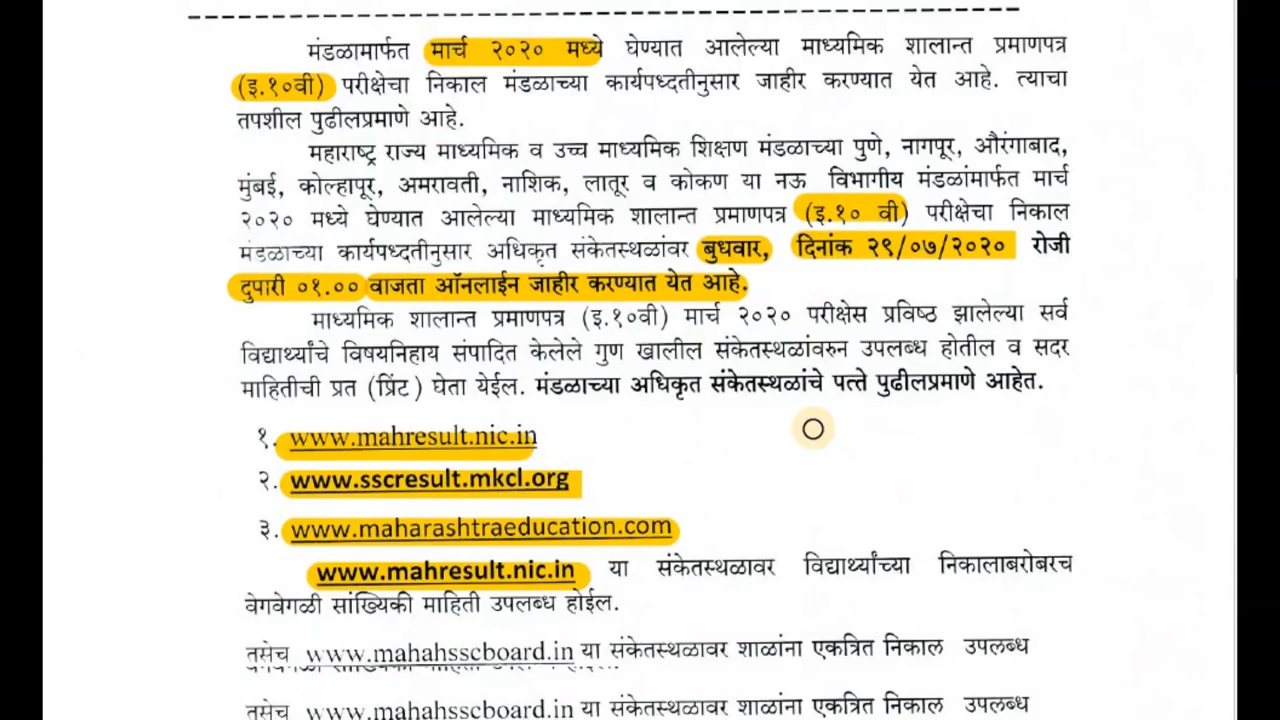 मंडळामार्फत मार्च २०२० मध्ये घेण्यात आलेल्या माध्यमिक शालान्त प्रमाणपत्र
(इ.१०वी) परीक्षेचा निकाल मंडळाच्या कार्यपध्दतीनुसार जाहीर करण्यात येत आहे. त्याचा
तपशील पुढीलप्रमाणे आहे.
महाराष्ट्र राज्य माध्यमिक व उच्च माध्यमिक शिक्षण मंडळाच्या पुणे, नागपूर, औरंगाबाद,
मुंबई, कोल्हापूर, अमरावती, नाशिक, लातूर व कोकण या नऊ विभागीय मंडळांमार्फत मार्च
२०२० मध्ये घेण्यात आलेल्या माध्यमिक शालान्त प्रमाणपत्र (इ.१० वी) परीक्षेचा निकाल
मंडळाच्या कार्यपध्दतीनुसार अधिकृत संकेतस्थळांवर बुधवार, दिनांक २९/०७/२०२० रोजी
दुपारी ०१.०० वाजता ऑनलाईन जाहीर करण्यात येत आहे.
माध्यमिक शालान्त प्रमाणपत्र (इ.१०वी) मार्च २०२० परीक्षेस प्रविष्ठ झालेल्या सर्व
विद्यार्थ्यांचे विषयनिहाय संपादित केलेले गुण खालील संकेतस्थळांवरुन उपलब्ध होतील व सदर
माहितीची प्रत (प्रिंट) घेता येईल. मंडळाच्या अधिकृत संकेतस्थळांचे पत्ते पुढीलप्रमाणे आहेत.
१. www.mahresult.nic.in
२. www.sscresult.mkcl.org
३. www.maharashtraeducation.com
www.mahresult.nic.in या संकेतस्थळावर विद्यार्थ्यांच्या निकालाबरोबरच
वेगवेगळी सांख्यिकी माहिती उपलब्ध होईल.
तसेच www.mahahsscboard.in या संकेतस्थळावर शाळांना एकत्रित निकाल उपलब्ध
तसेच www.mahahsscboard.in या संकेतस्थळावर शाळांना एकत्रित निकाल उपलब्ध